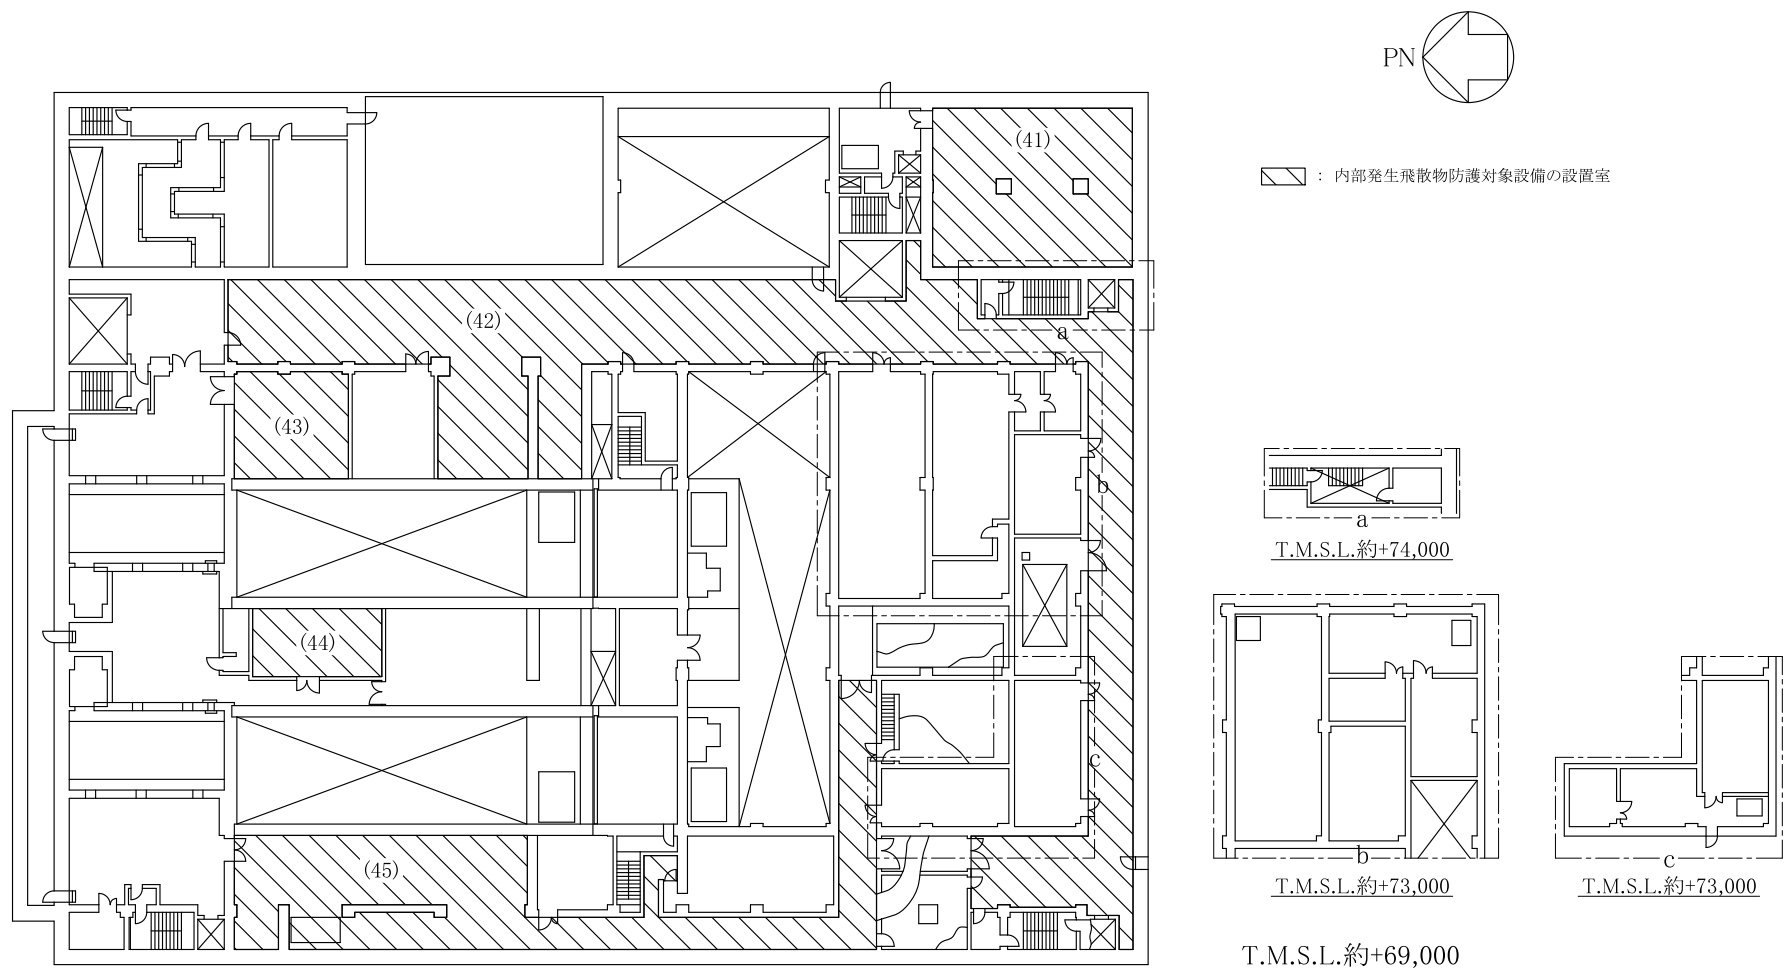 PN
(41)
: 内部発生飛散物防護対象設備の設置室
(42)
a
(43)
b
a
T.M.S.L.約+74,000
(44)
c
(45)
b
T.M.S.L.約+73,000
c
T.M.S.L.約+73,000
T.M.S.L.約+69,000